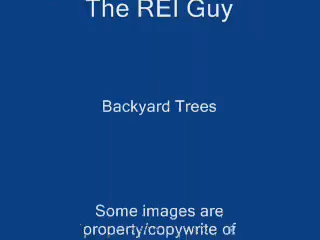 The REI Guy
Backyard Trees
Some images are
property/copywrite of